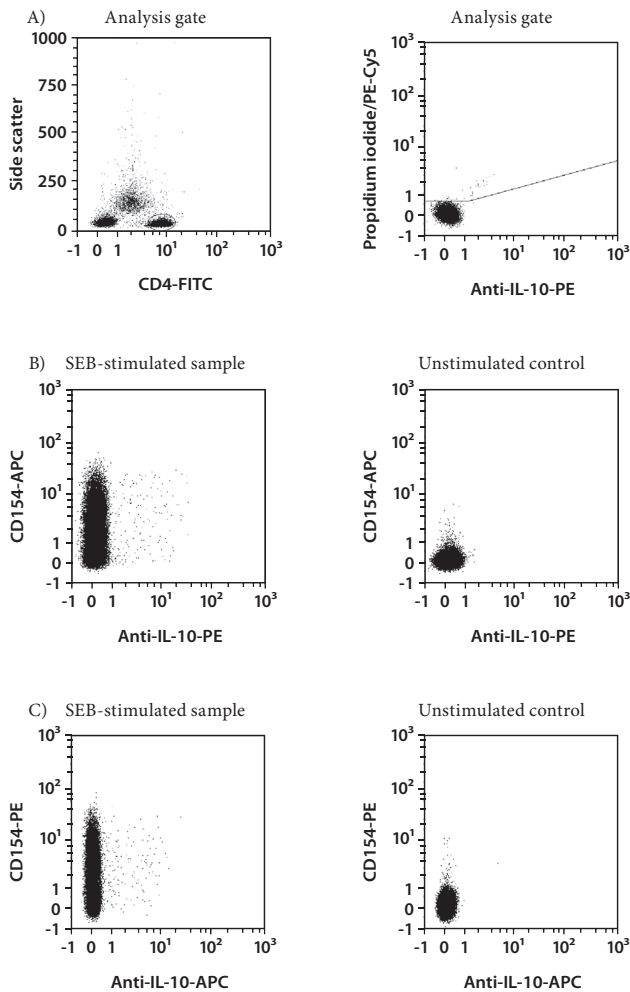 A) Analysis gate
Analysis gate
1000
750
500
250
0
Side scatter
-1 0 1 10¹ 10² 10³
CD4-FITC
10³
10²
10¹
1
0
-1
Propidium iodide/PE-Cy5
-1 0 1 10¹ 10² 10³
Anti-IL-10-PE
B) SEB-stimulated sample
Unstimulated control
10³
10²
10¹
1
0
-1
CD154-APC
-1 0 1 10¹ 10² 10³
Anti-IL-10-PE
10³
10²
10¹
1
0
-1
CD154-APC
-1 0 1 10¹ 10² 10³
Anti-IL-10-PE
C) SEB-stimulated sample
Unstimulated control
10³
10²
10¹
1
0
-1
CD154-PE
-1 0 1 10¹ 10² 10³
Anti-IL-10-APC
10³
10²
10¹
1
0
-1
CD154-PE
-1 0 1 10¹ 10² 10³
Anti-IL-10-APC